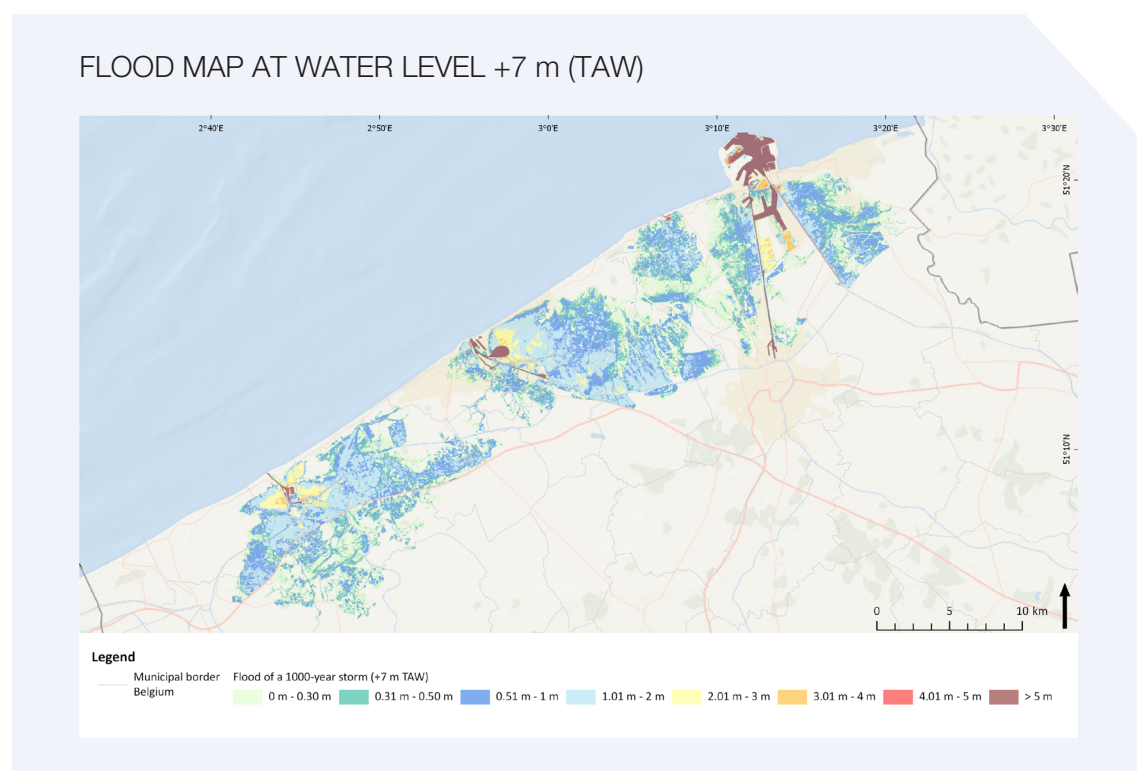 FLOOD MAP AT WATER LEVEL +7 m (TAW)
2°40'E 2°50'E 3°0'E 3°10'E 3°20'E 3°30'E
51°20'N
51°10'N
0 5 10 km
Legend
Municipal border
Belgium
Flood of a 1000-year storm (+7 m TAW)
0 m - 0.30 m 0.31 m - 0.50 m 0.51 m - 1 m 1.01 m - 2 m 2.01 m - 3 m 3.01 m - 4 m 4.01 m - 5 m > 5 m